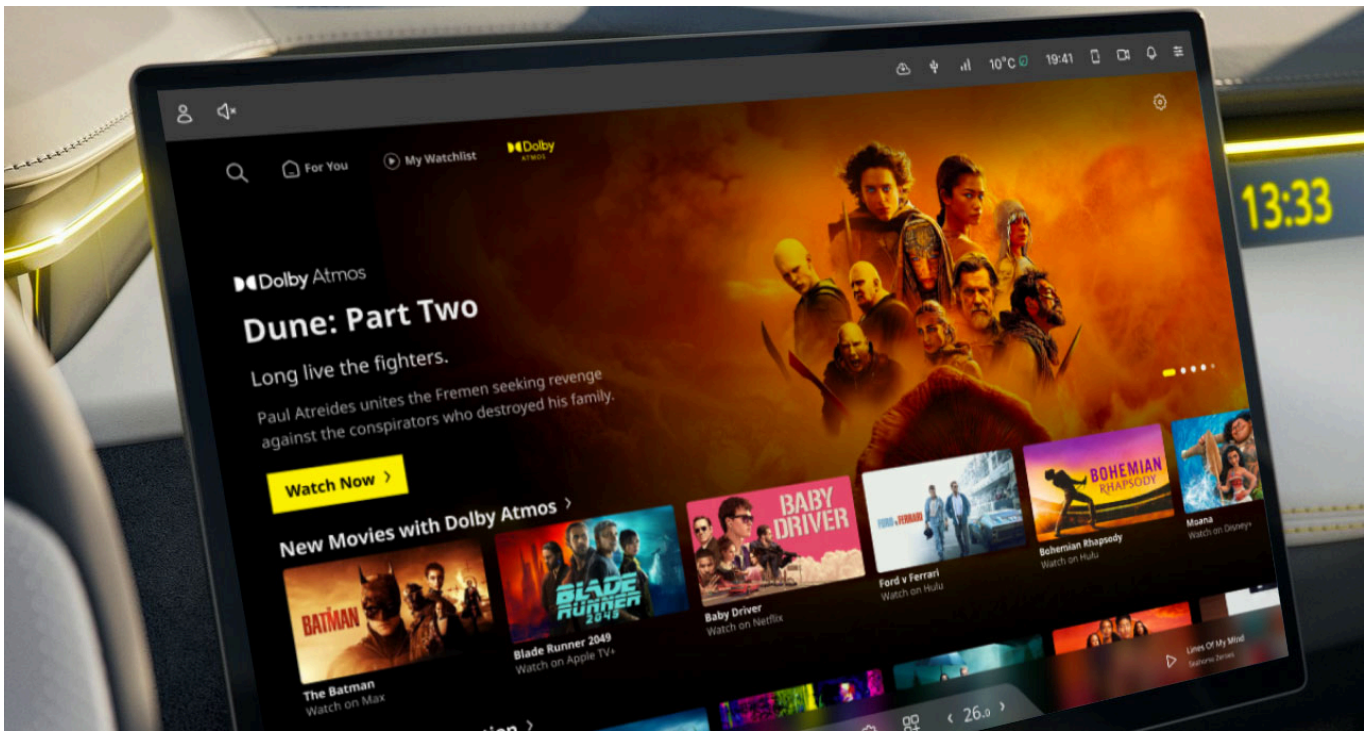 10°C
19:41
For You
My Watchlist
Dolby
ATMOS
13:33
Dolby Atmos
Dune: Part Two
Long live the fighters.
Paul Atreides unites the Fremen seeking revenge
against the conspirators who destroyed his family.
Watch Now
New Movies with Dolby Atmos
BATMAN
The Batman
Watch on Max
BLADE
RUNNER
2049
Blade Runner 2049
Watch on Apple TV+
BABY
DRIVER
Baby Driver
Watch on Netflix
FORD v FERRARI
Ford v Ferrari
Watch on Hulu
BOHEMIAN
RHAPSODY
Bohemian Rhapsody
Watch on Hulu
Moana
Watch on Disney+
Lines Of My Mind
26.0